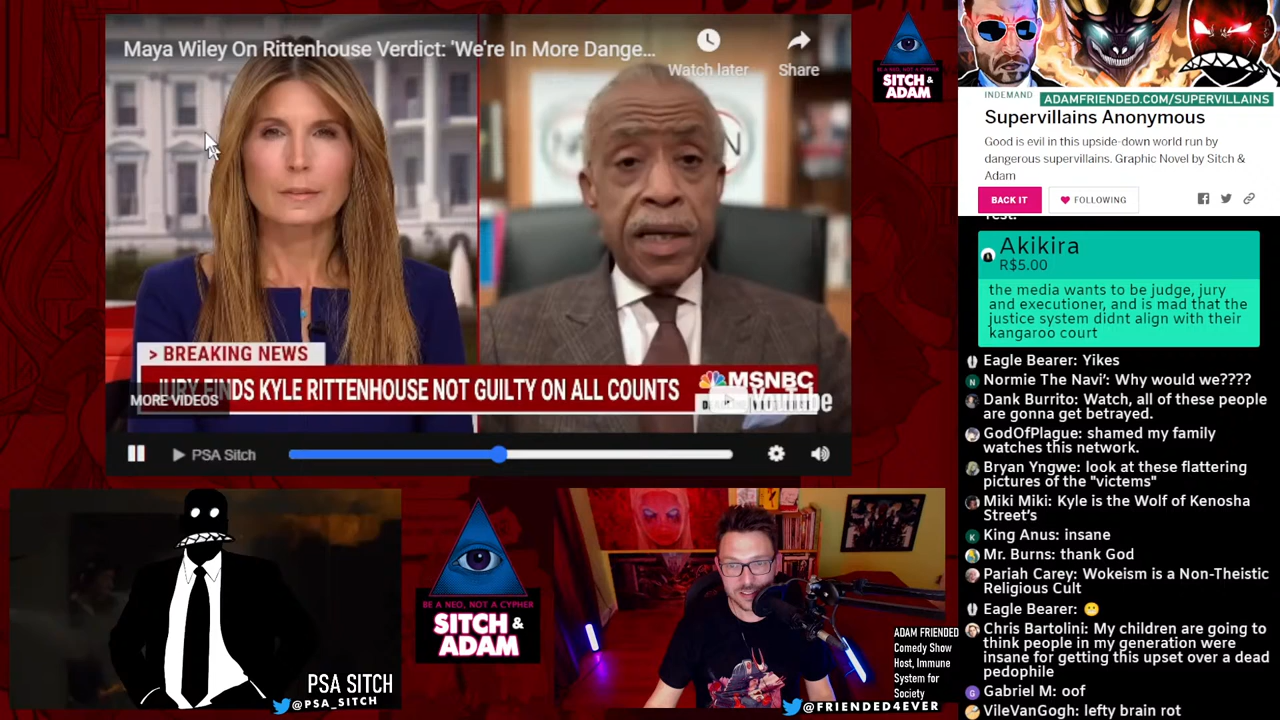 Maya Wiley On Rittenhouse Verdict: 'We're In More Dange...
Watch later
Share
> BREAKING NEWS
JURY FINDS KYLE RITTENHOUSE NOT GUILTY ON ALL COUNTS
MSNBC
YouTube
MORE VIDEOS
PSA Sitch
BE A NEO, NOT A CYPHER
SITCH &
ADAM
INDEMAND
ADAMFRIENDED.COM/SUPERVILLAINS
Supervillains Anonymous
Good is evil in this upside-down world run by
dangerous supervillains. Graphic Novel by Sitch &
Adam
BACK IT
FOLLOWING
Akikira
R$5.00
the media wants to be judge, jury
and executioner, and is mad that the
justice system didnt align with their
kangaroo court
Eagle Bearer: Yikes
Normie The Navi': Why would we????
Dank Burrito: Watch, all of these people
are gonna get betrayed.
GodOfPlague: shamed my family
watches this network.
Bryan Yngwe: look at these flattering
pictures of the "victems"
Miki Miki: Kyle is the Wolf of Kenosha
Street's
King Anus: insane
Mr. Burns: thank God
Pariah Carey: Wokeism is a Non-Theistic
Religious Cult
Eagle Bearer: 😬
Chris Bartolini: My children are going to
think people in my generation were
insane for getting this upset over a dead
pedophile
Gabriel M: oof
VileVanGogh: lefty brain rot
PSA SITCH
@PSA_SITCH
BE A NEO, NOT A CYPHER
SITCH &
ADAM
ADAM FRIENDED
Comedy Show
Host, Immune
System for
Society
@FRIENDED4EVER